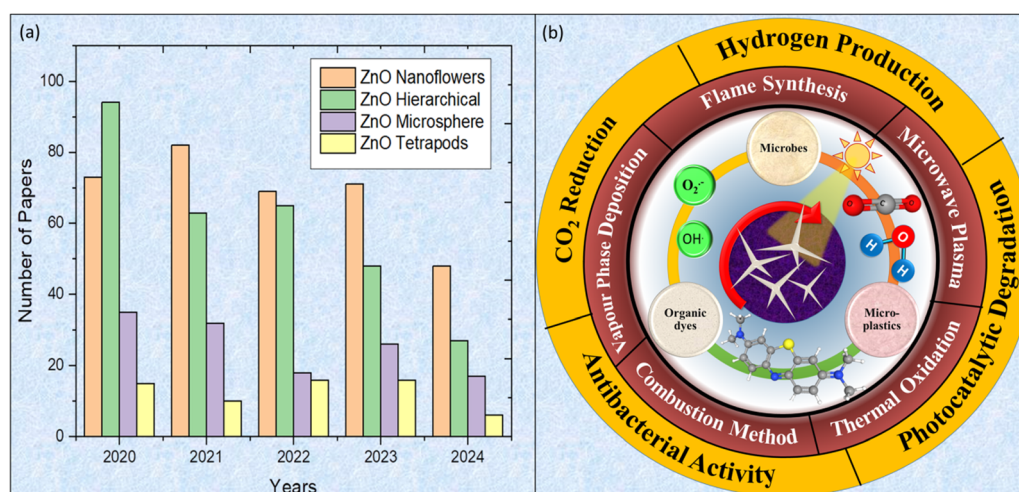 (a)
ZnO Nanoflowers
ZnO Hierarchical
ZnO Microsphere
ZnO Tetrapods
Number of Papers
100
80
60
40
20
0
2020 2021 2022 2023 2024
Years
(b)
Hydrogen Production
CO₂ Reduction
Photocatalytic Degradation
Antibacterial Activity
Flame Synthesis
Microwave Plasma
Thermal Oxidation
Combustion Method
Vapour Phase Deposition
Microbes
O₂·-
OH·
O C O
H O
H
Organic
dyes
Micro-
plastics